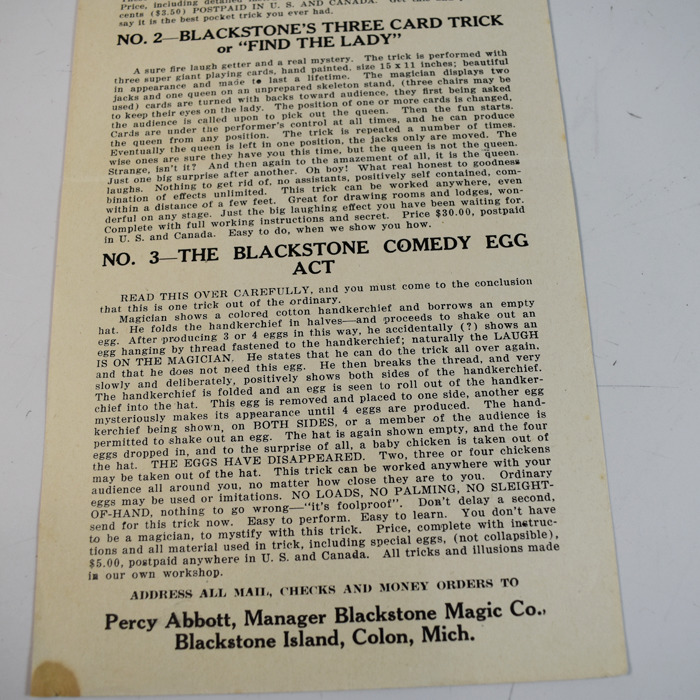 Price, including
cents ($3.50) POSTPAID IN U. S. AND CANADA.
say it is the best pocket trick you ever had.
NO. 2—BLACKSTONE'S THREE CARD TRICK
or "FIND THE LADY"
A sure fire laugh getter and a real mystery. The trick is performed with
three super giant playing cards, hand painted, size 15 x 11 inches; beautiful
in appearance and made to last a lifetime. The magician displays two
jacks and one queen on an unprepared skeleton stand, (three chairs may be
used) cards are turned with backs toward audience, they first being asked
to keep their eyes on the lady. The position of one or more cards is changed,
the audience is called upon to pick out the queen. Then the fun starts.
Cards are under the performer's control at all times, and he can produce
the queen from any position. The trick is repeated a number of times.
Eventually the queen is left in one position, the jacks only are moved. The
wise ones are sure they have you this time, but the queen is not the queen.
Strange, isn't it? And then again to the amazement of all, it is the queen.
Just one big surprise after another. Oh boy! What real honest to goodness
laughs. Nothing to get rid of, no assistants, positively self contained, com-
bination of effects unlimited. This trick can be worked anywhere, even
within a distance of a few feet. Great for drawing rooms and lodges, won-
derful on any stage. Just the big laughing effect you have been waiting for.
Complete with full working instructions and secret. Price $30.00, postpaid
in U. S. and Canada. Easy to do, when we show you how.
NO. 3—THE BLACKSTONE COMEDY EGG
ACT
READ THIS OVER CAREFULLY, and you must come to the conclusion
that this is one trick out of the ordinary.
Magician shows a colored cotton handkerchief and borrows an empty
hat. He folds the handkerchief in halves—and proceeds to shake out an
egg. After producing 3 or 4 eggs in this way, he accidentally (?) shows an
egg hanging by thread fastened to the handkerchief; naturally the LAUGH
IS ON THE MAGICIAN. He states that he can do the trick all over again.
and that he does not need this egg. He then breaks the thread, and very
slowly and deliberately, positively shows both sides of the handkerchief.
The handkerchief is folded and an egg is seen to roll out of the handker-
chief into the hat. This egg is removed and placed to one side, another egg
mysteriously makes its appearance until 4 eggs are produced. The hand-
kerchief being shown, on BOTH SIDES, or a member of the audience is
permitted to shake out an egg. The hat is again shown empty, and the four
eggs dropped in, and to the surprise of all, a baby chicken is taken out of
the hat. THE EGGS HAVE DISAPPEARED. Two, three or four chickens
may be taken out of the hat. This trick can be worked anywhere with your
audience all around you, no matter how close they are to you. Ordinary
eggs may be used or imitations. NO LOADS, NO PALMING, NO SLEIGHT-
OF-HAND, nothing to go wrong—"it's foolproof". Don't delay a second,
send for this trick now. Easy to perform. Easy to learn. You don't have
to be a magician, to mystify with this trick. Price, complete with instruc-
tions and all material used in trick, including special eggs, (not collapsible),
$5.00, postpaid anywhere in U. S. and Canada. All tricks and illusions made
in our own workshop.
ADDRESS ALL MAIL, CHECKS AND MONEY ORDERS TO
Percy Abbott, Manager Blackstone Magic Co.,
Blackstone Island, Colon, Mich.